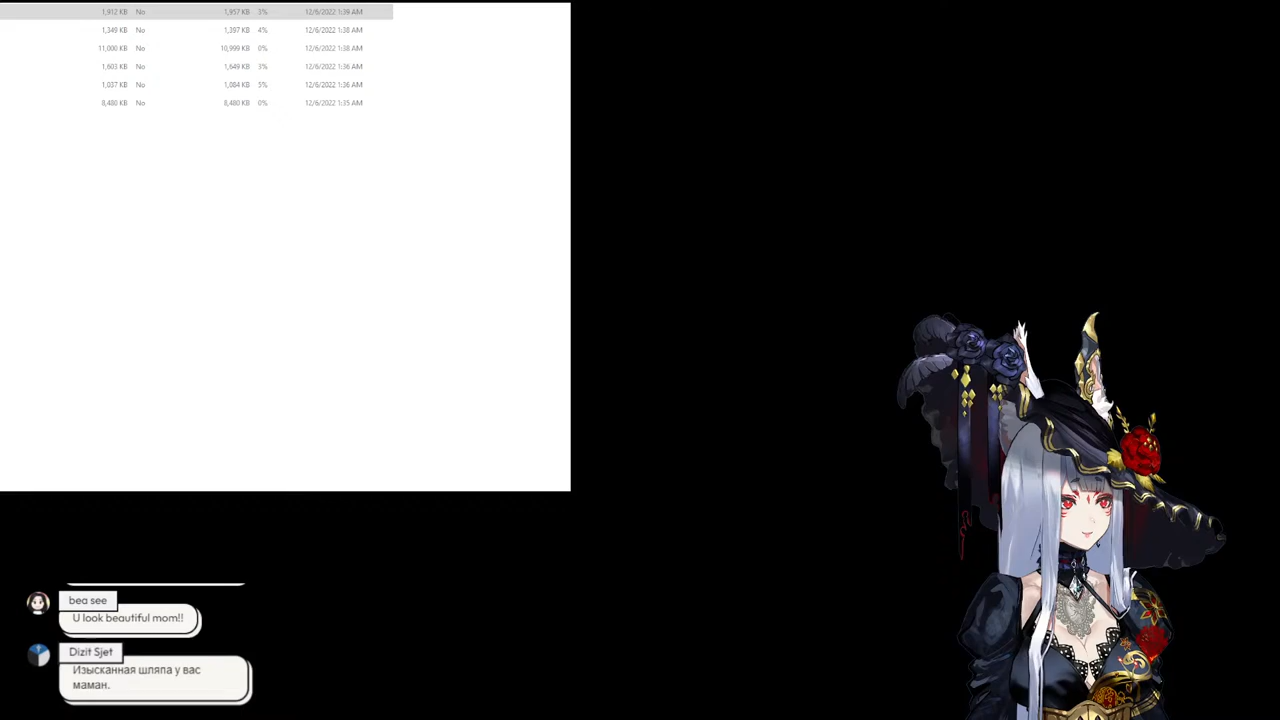 1,912 KB No 1,957 KB 3% 12/6/2022 1:39 AM
1,349 KB No 1,397 KB 4% 12/6/2022 1:38 AM
11,000 KB No 10,999 KB 0% 12/6/2022 1:38 AM
1,603 KB No 1,649 KB 3% 12/6/2022 1:36 AM
1,037 KB No 1,084 KB 5% 12/6/2022 1:36 AM
8,480 KB No 8,480 KB 0% 12/6/2022 1:35 AM
bea see
U look beautiful mom!!
Dizit Sjet
Изысканная шляпа у вас
маман.